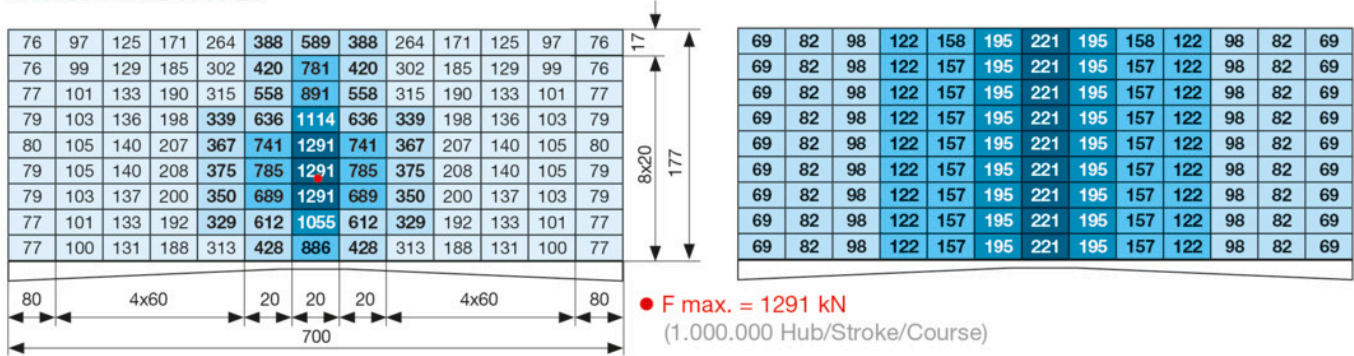 76 97 125 171 264 388 589 388 264 171 125 97 76
76 99 129 185 302 420 781 420 302 185 129 99 76
77 101 133 190 315 558 891 558 315 190 133 101 77
79 103 136 198 339 636 1114 636 339 198 136 103 79
80 105 140 207 367 741 1291 741 367 207 140 105 80
79 105 140 208 375 785 1291 785 375 208 140 105 79
79 103 137 200 350 689 1291 689 350 200 137 103 79
77 101 133 192 329 612 1055 612 329 192 133 101 77
77 100 131 188 313 428 886 428 313 188 131 100 77
80 4x60 20 20 20 4x60 80
700
17
8x20
177
69 82 98 122 158 195 221 195 158 122 98 82 69
69 82 98 122 157 195 221 195 157 122 98 82 69
69 82 98 122 157 195 221 195 157 122 98 82 69
69 82 98 122 157 195 221 195 157 122 98 82 69
69 82 98 122 157 195 221 195 157 122 98 82 69
69 82 98 122 157 195 221 195 157 122 98 82 69
69 82 98 122 157 195 221 195 157 122 98 82 69
69 82 98 122 157 195 221 195 157 122 98 82 69
69 82 98 122 157 195 221 195 157 122 98 82 69
F max. = 1291 kN
(1.000.000 Hub/Stroke/Course)